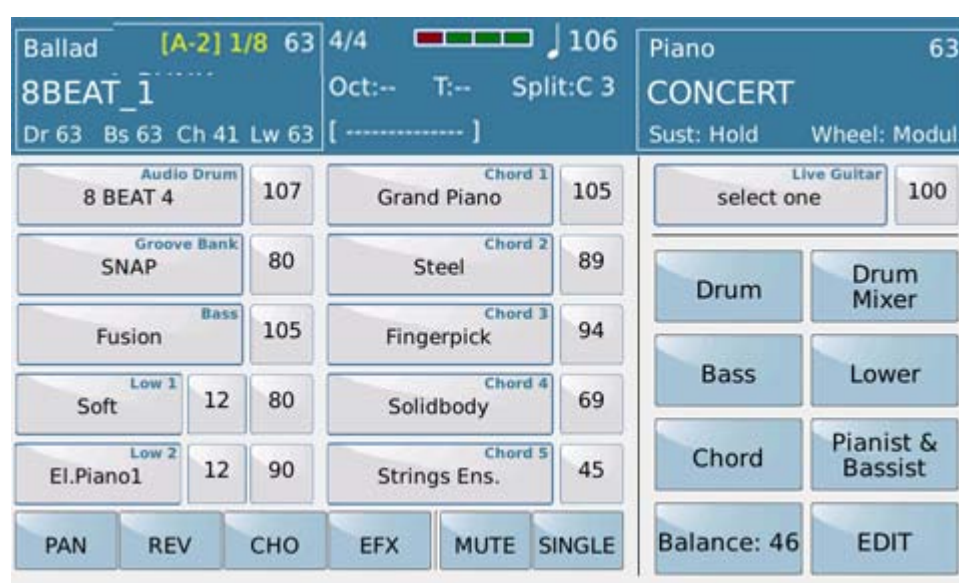 Ballad [A-2] 1/8 63
8BEAT_1
Dr 63 Bs 63 Ch 41 Lw 63
4/4 106
Oct:-- T:-- Split:C 3
[ -------------- ]
Piano 63
CONCERT
Sust: Hold Wheel: Modul
Audio Drum
8 BEAT 4 107
Chord 1
Grand Piano 105
Live Guitar
select one 100
Groove Bank
SNAP 80
Chord 2
Steel 89
Bass
Fusion 105
Chord 3
Fingerpick 94
Low 1
Soft 12 80
Chord 4
Solidbody 69
Low 2
El.Piano1 12 90
Chord 5
Strings Ens. 45
Drum
Drum
Mixer
Bass
Lower
Chord
Pianist &
Bassist
PAN REV CHO EFX MUTE SINGLE
Balance: 46 EDIT